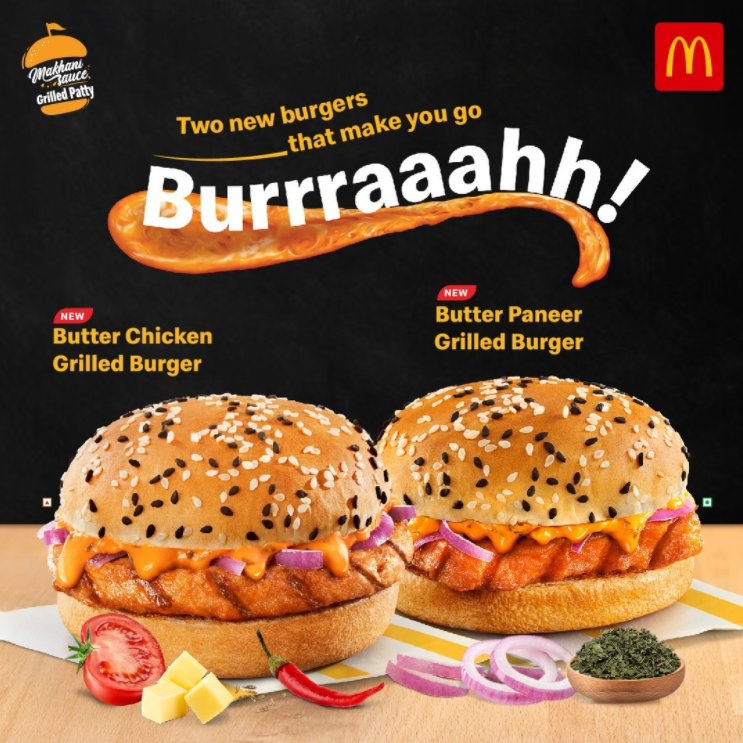 Makhani
Sauce
Grilled Patty
Two new burgers
that make you go
Burrraaahh!
NEW
Butter Chicken
Grilled Burger
NEW
Butter Paneer
Grilled Burger